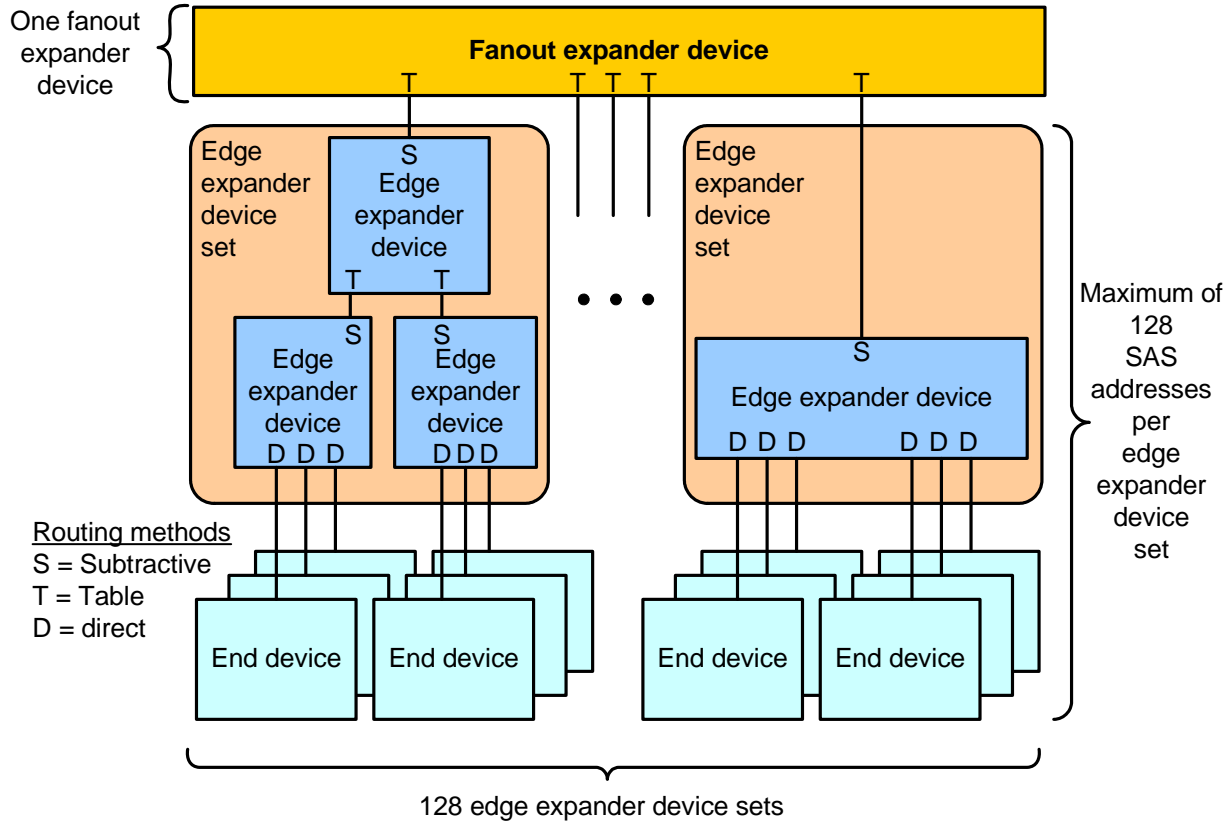 One fanout
expander
device
Fanout expander device
T
T T T
T
Edge
expander
device
set
S
Edge
expander
device
T T
S
Edge
expander
device
D D D
S
Edge
expander
device
D D D
Edge
expander
device
set
S
Edge expander device
D D D D D D
Maximum of
128
SAS
addresses
per
edge
expander
device
set
Routing methods
S = Subtractive
T = Table
D = direct
End device
End device
End device
End device
128 edge expander device sets